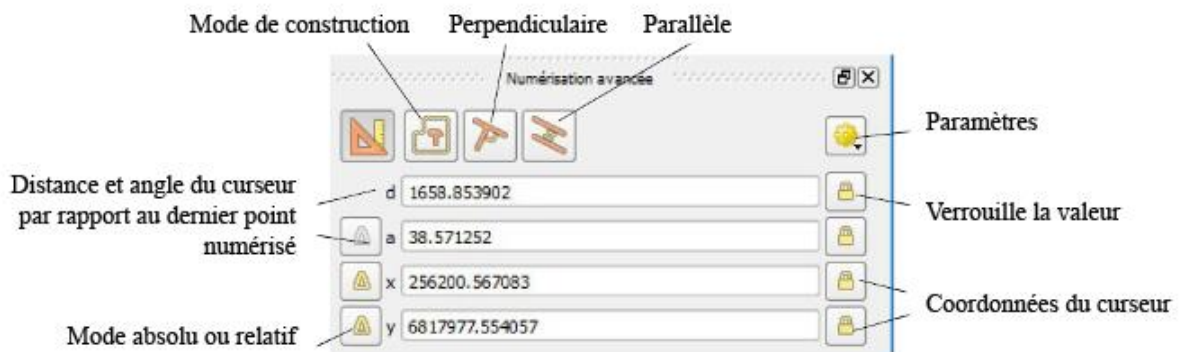 Mode de construction Perpendiculaire Parallèle
Numérisation avancée
Paramètres
Distance et angle du curseur
par rapport au dernier point
numérisé
d 1658.853902
Verrouille la valeur
a 38.571252
x 256200.567083
Coordonnées du curseur
Mode absolu ou relatif
y 6817977.554057